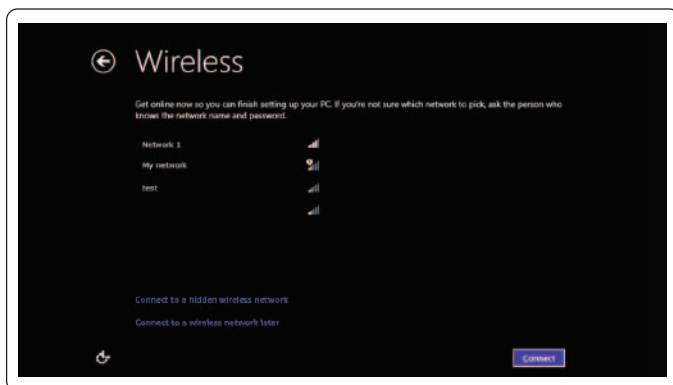 Wireless
Get online now so you can finish setting up your PC. If you're not sure which network to pick, ask the person who
knows the network name and password.
Network 1
My network
test
Connect to a hidden wireless network
Connect to a wireless network later
Connect